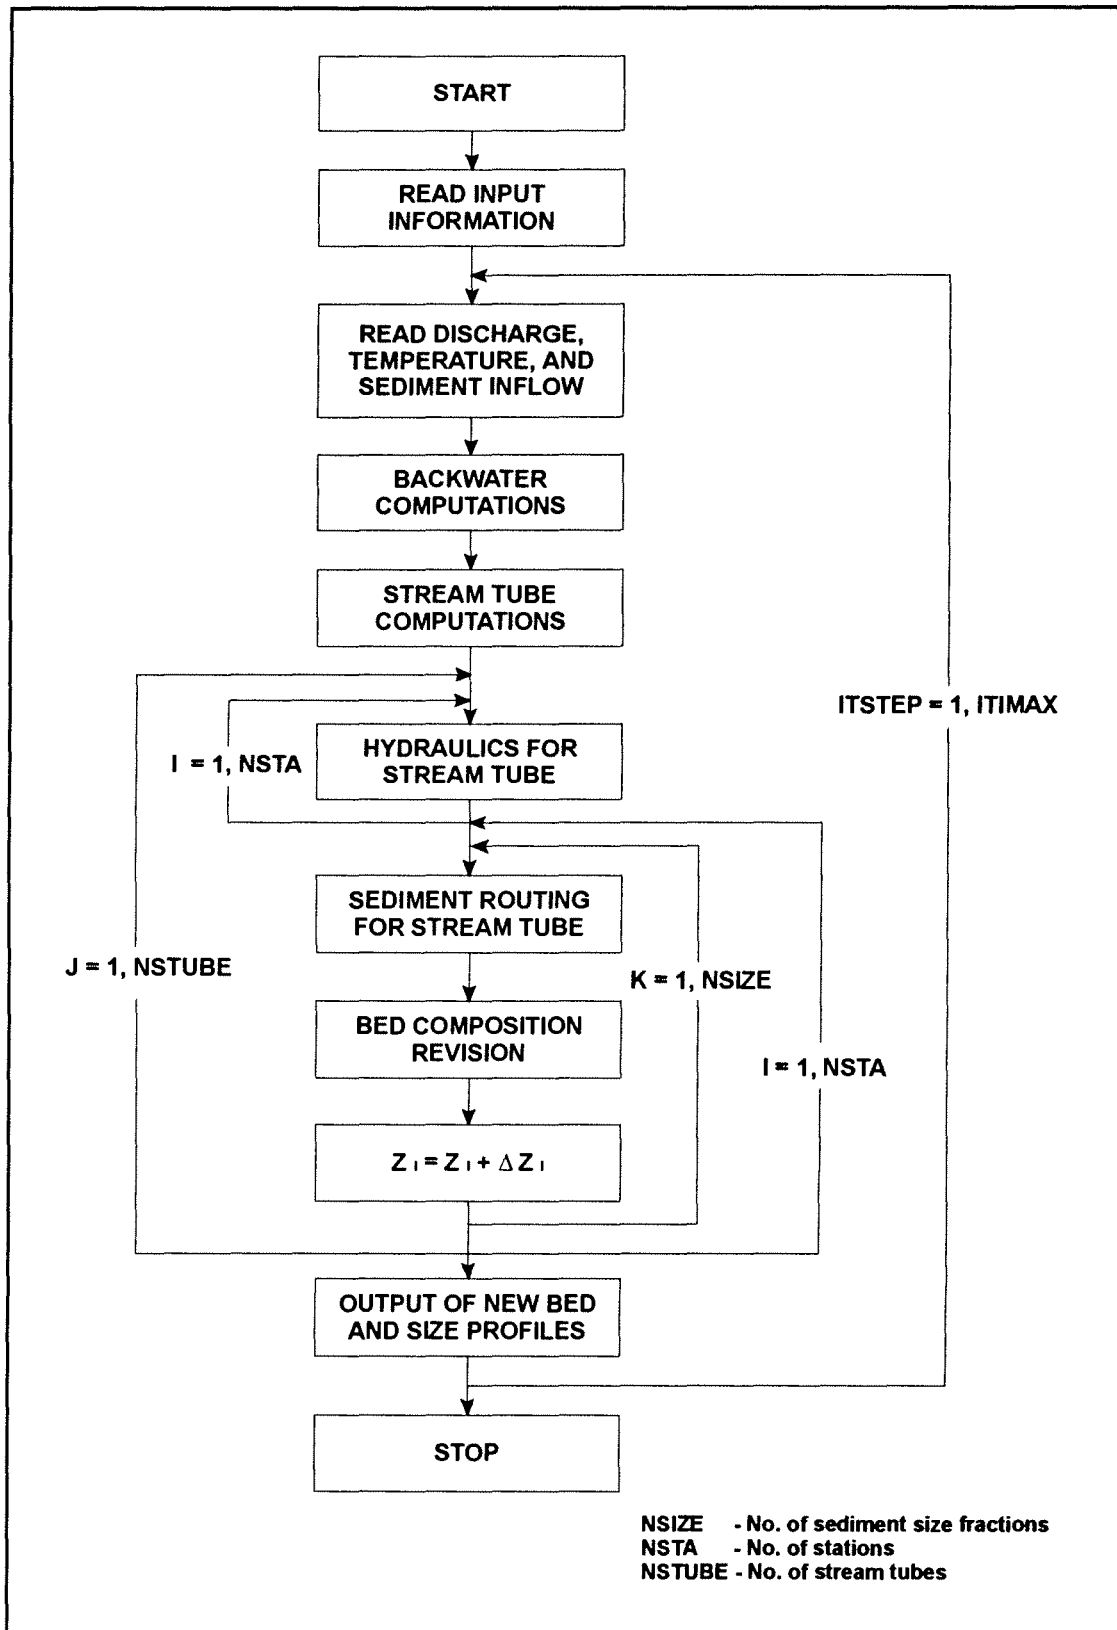 START
READ INPUT
INFORMATION
READ DISCHARGE,
TEMPERATURE, AND
SEDIMENT INFLOW
BACKWATER
COMPUTATIONS
STREAM TUBE
COMPUTATIONS
ITSTEP = 1, ITIMAX
HYDRAULICS FOR
STREAM TUBE
I = 1, NSTA
SEDIMENT ROUTING
FOR STREAM TUBE
J = 1, NSTUBE
K = 1, NSIZE
BED COMPOSITION
REVISION
I = 1, NSTA
Z I = Z I + Δ Z I
OUTPUT OF NEW BED
AND SIZE PROFILES
STOP
NSIZE - No. of sediment size fractions
NSTA - No. of stations
NSTUBE - No. of stream tubes